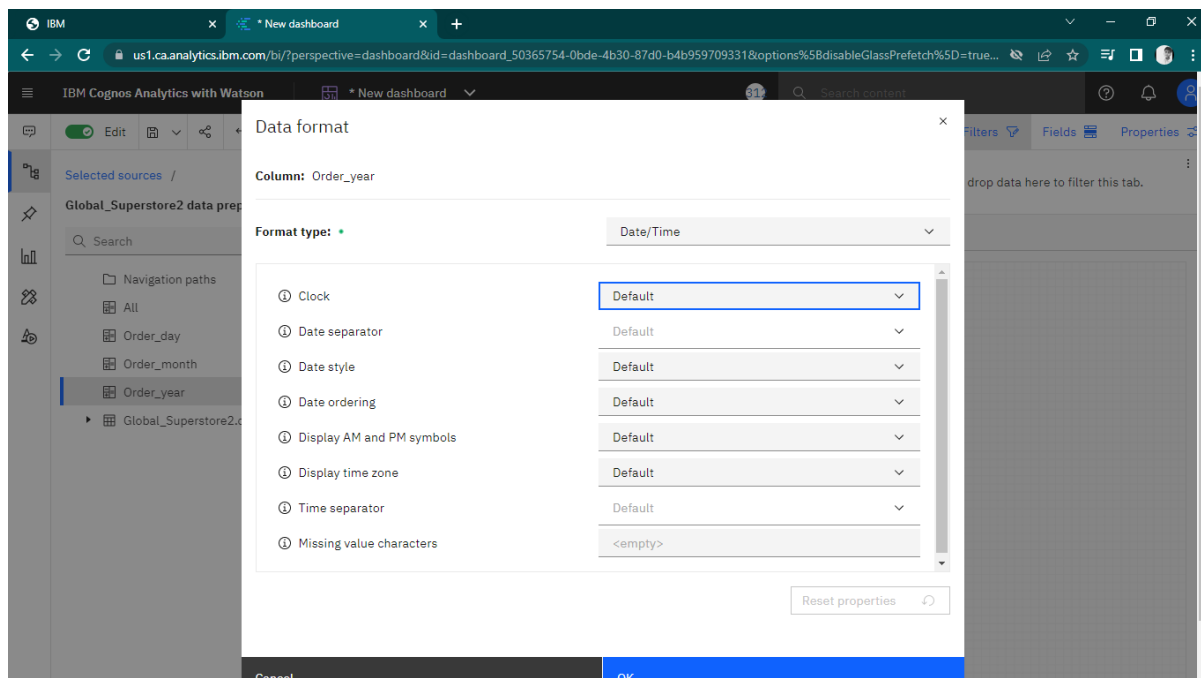 IBM
* New dashboard
us1.ca.analytics.ibm.com/bi/?perspective=dashboard&id=dashboard_50365754-0bde-4b30-87d0-b4b959709331&options%5BdisableGlassPrefetch%5D=true...
IBM Cognos Analytics with Watson
* New dashboard
Search content
Edit
Filters
Fields
Properties
Selected sources /
drop data here to filter this tab.
Global_Superstore2 data prep
Search
Navigation paths
All
Order_day
Order_month
Order_year
Global_Superstore2.c
Data format
Column: Order_year
Format type: Date/Time
Clock Default
Date separator Default
Date style Default
Date ordering Default
Display AM and PM symbols Default
Display time zone Default
Time separator Default
Missing value characters <empty>
Reset properties
Cancel OK